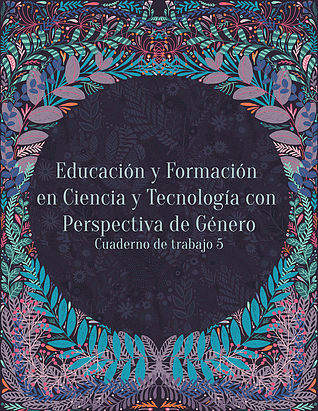 Educación y Formación
en Ciencia y Tecnología con
Perspectiva de Género
Cuaderno de trabajo 5